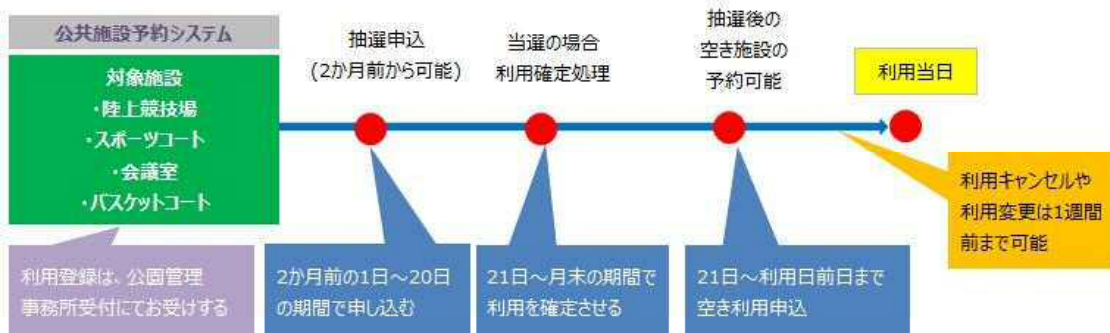 公共施設予約システム
対象施設
・陸上競技場
・スポーツコート
・会議室
・バスケットコート
抽選申込
(2か月前から可能)
当選の場合
利用確定処理
抽選後の
空き施設の
予約可能
利用当日
利用キャンセルや
利用変更は1週間
前まで可能
利用登録は、公園管理
事務所受付にてお受けする
2か月前の1日～20日
の期間で申し込む
21日～月末の期間で
利用を確定させる
21日～利用日前日まで
空き利用申込